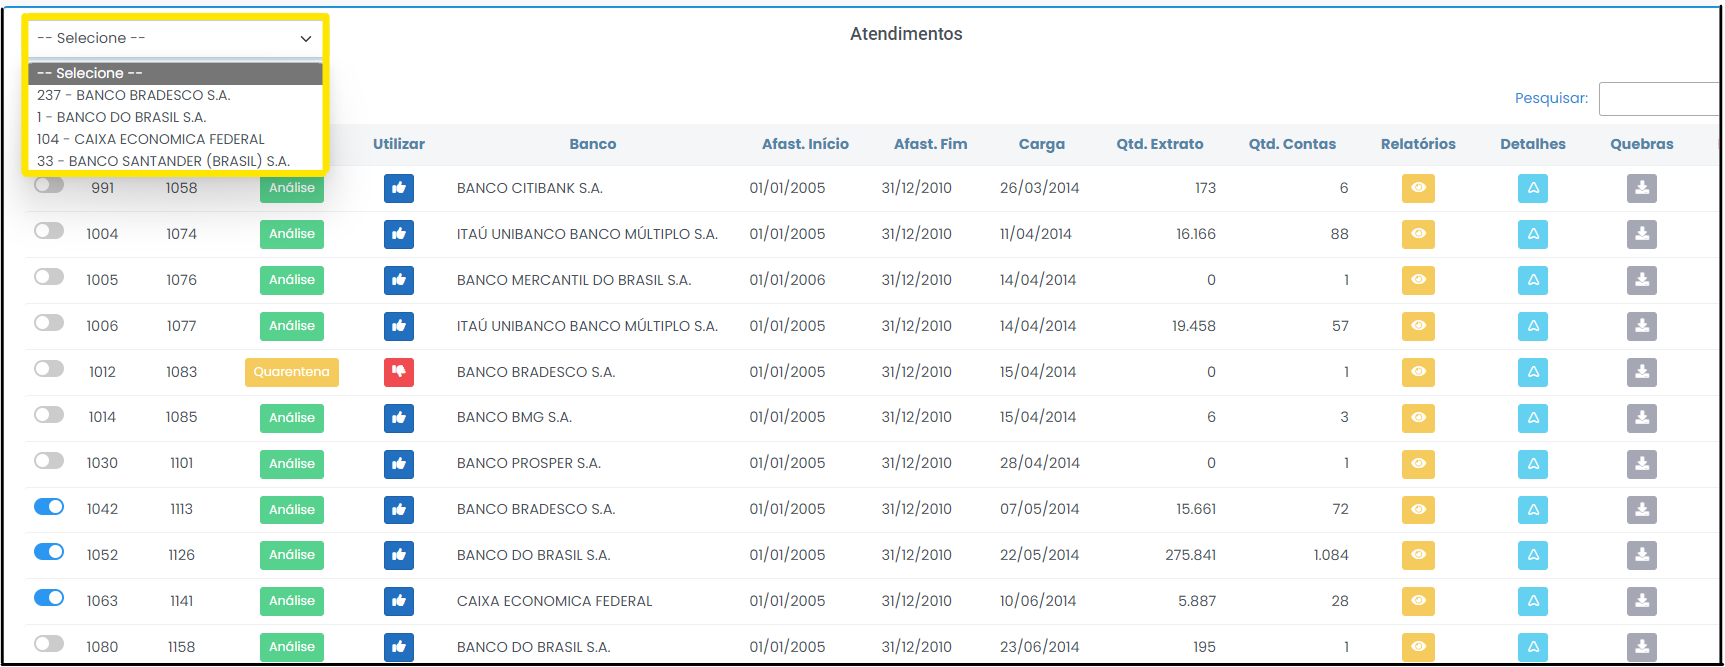 -- Selecione --
Atendimentos
-- Selecione --
237 - BANCO BRADESCO S.A.
1 - BANCO DO BRASIL S.A.
104 - CAIXA ECONOMICA FEDERAL
33 - BANCO SANTANDER (BRASIL) S.A.
Pesquisar:
Utilizar Banco Afast. Início Afast. Fim Carga Qtd. Extrato Qtd. Contas Relatórios Detalhes Quebras
991 1058 Análise BANCO CITIBANK S.A. 01/01/2005 31/12/2010 26/03/2014 173 6
1004 1074 Análise ITAÚ UNIBANCO BANCO MÚLTIPLO S.A. 01/01/2005 31/12/2010 11/04/2014 16.166 88
1005 1076 Análise BANCO MERCANTIL DO BRASIL S.A. 01/01/2006 31/12/2010 14/04/2014 0 1
1006 1077 Análise ITAÚ UNIBANCO BANCO MÚLTIPLO S.A. 01/01/2005 31/12/2010 14/04/2014 19.458 57
1012 1083 Quarentena BANCO BRADESCO S.A. 01/01/2005 31/12/2010 15/04/2014 0 1
1014 1085 Análise BANCO BMG S.A. 01/01/2005 31/12/2010 15/04/2014 6 3
1030 1101 Análise BANCO PROSPER S.A. 01/01/2005 31/12/2010 28/04/2014 0 1
1042 1113 Análise BANCO BRADESCO S.A. 01/01/2005 31/12/2010 07/05/2014 15.661 72
1052 1126 Análise BANCO DO BRASIL S.A. 01/01/2005 31/12/2010 22/05/2014 275.841 1.084
1063 1141 Análise CAIXA ECONOMICA FEDERAL 01/01/2005 31/12/2010 10/06/2014 5.887 28
1080 1158 Análise BANCO DO BRASIL S.A. 01/01/2005 31/12/2010 23/06/2014 195 1